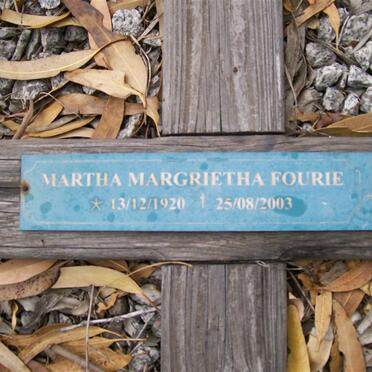 MARTHA MARGRIETHA FOURIE
* 13/12/1920 † 25/08/2003